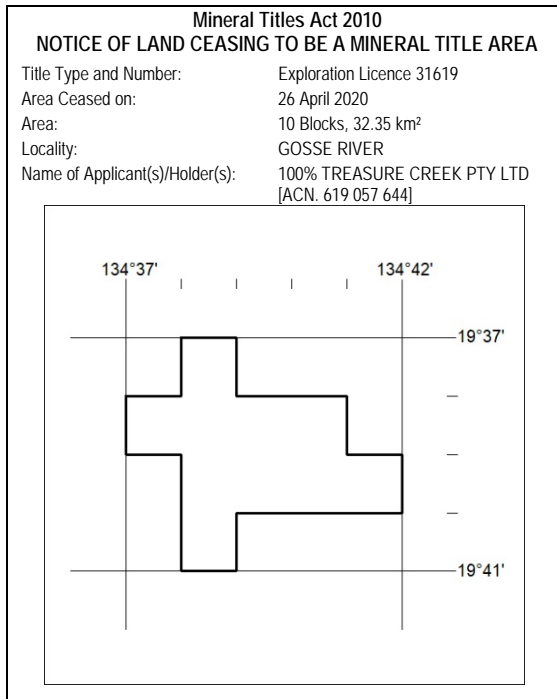 Mineral Titles Act 2010
NOTICE OF LAND CEASING TO BE A MINERAL TITLE AREA
Title Type and Number: Exploration Licence 31619
Area Ceased on: 26 April 2020
Area: 10 Blocks, 32.35 km²
Locality: GOSSE RIVER
Name of Applicant(s)/Holder(s): 100% TREASURE CREEK PTY LTD
[ACN. 619 057 644]
134°37' 134°42'
19°37'
19°41'